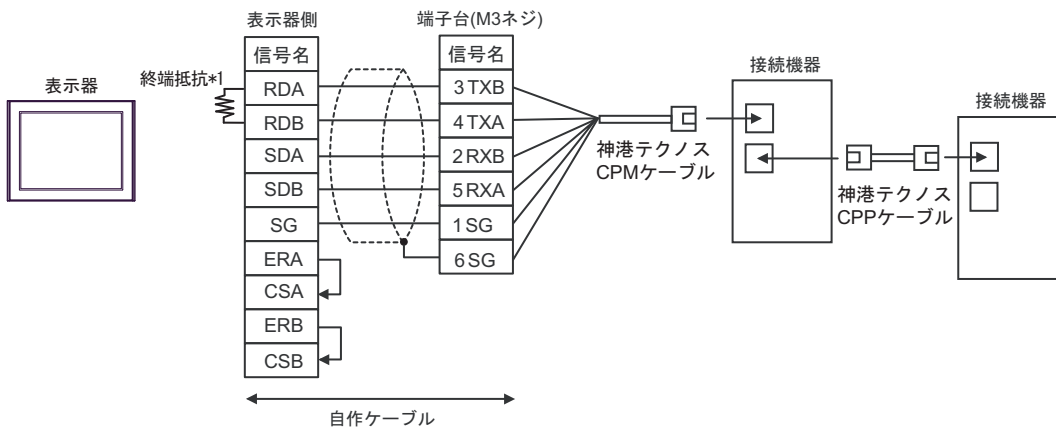 表示器
終端抵抗*1
表示器側
信号名
RDA
RDB
SDA
SDB
SG
ERA
CSA
ERB
CSB
端子台(M3ネジ)
信号名
3 TXB
4 TXA
2 RXB
5 RXA
1 SG
6 SG
自作ケーブル
神港テクノス
CPMケーブル
接続機器
神港テクノス
CPPケーブル
接続機器